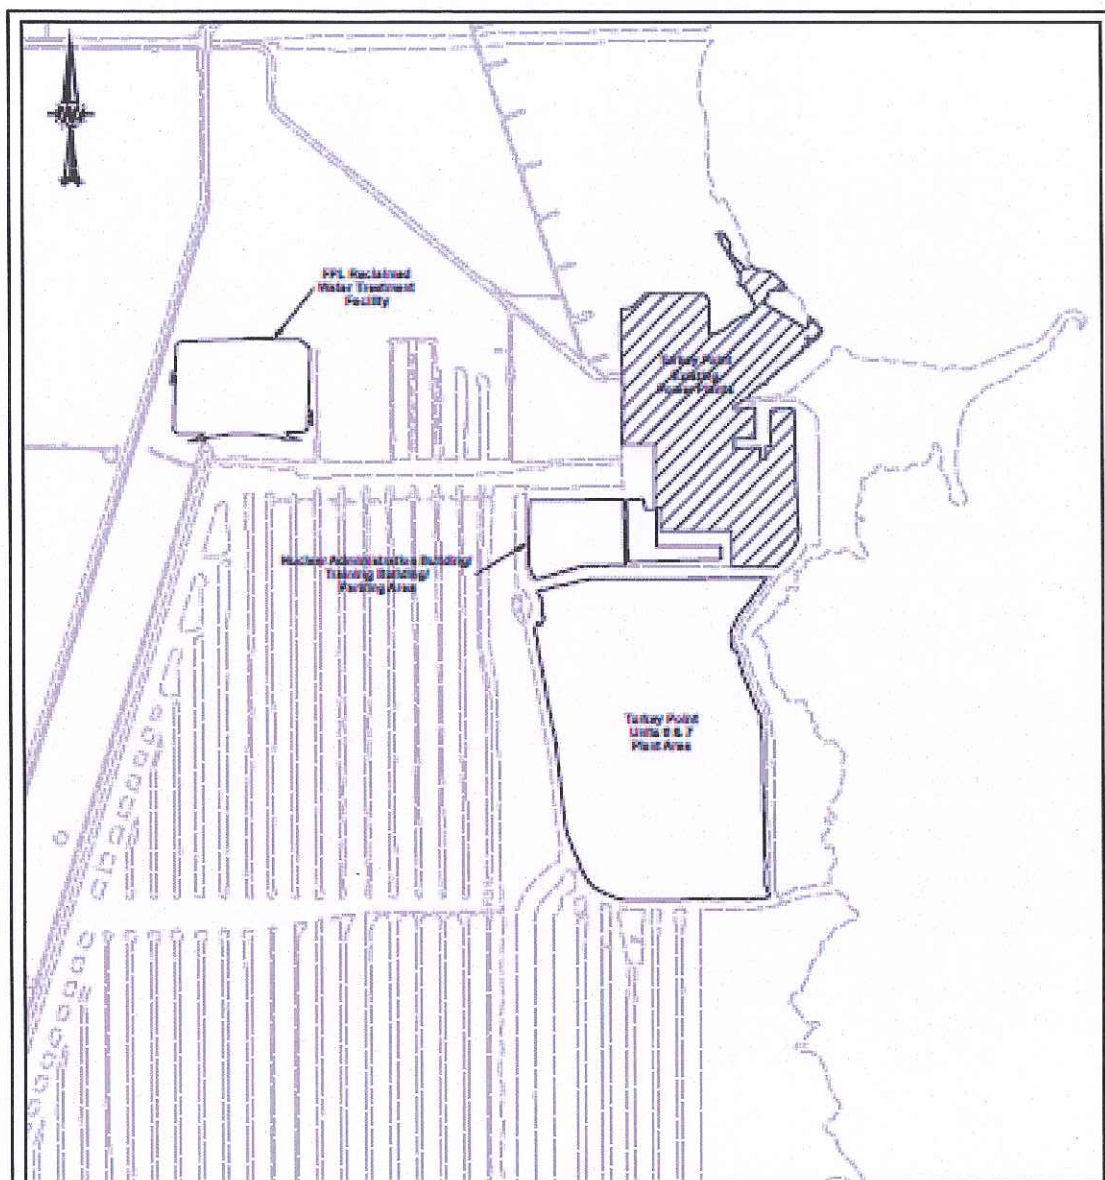 FPL Reclaimed
Water Treatment
Facility
Turkey Point
Existing
Power Plants
Nuclear Administration Building/
Training Building/
Parking Area
Turkey Point
Units 6 & 7
Plant Area